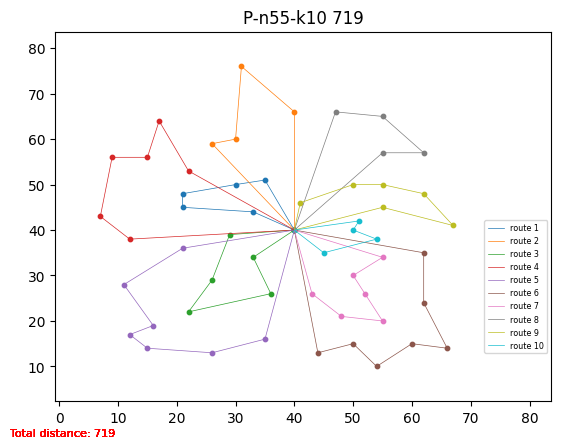 P-n55-k10 719
80
70
60
50
40
30
20
10
0 10 20 30 40 50 60 70 80
route 1
route 2
route 3
route 4
route 5
route 6
route 7
route 8
route 9
route 10
Total distance: 719